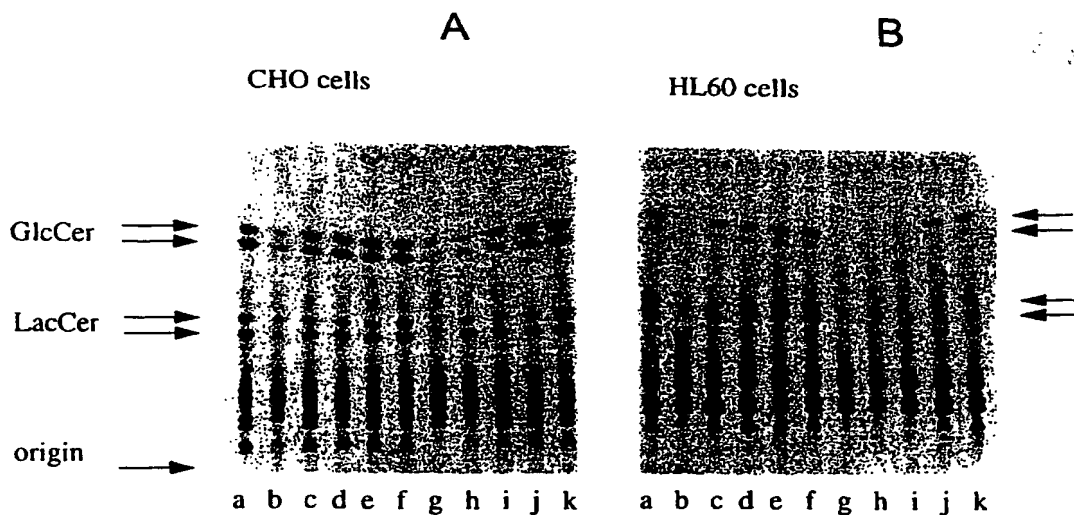 A
B
CHO cells
HL60 cells
GlcCer
LacCer
origin
a b c d e f g h i j k
a b c d e f g h i j k